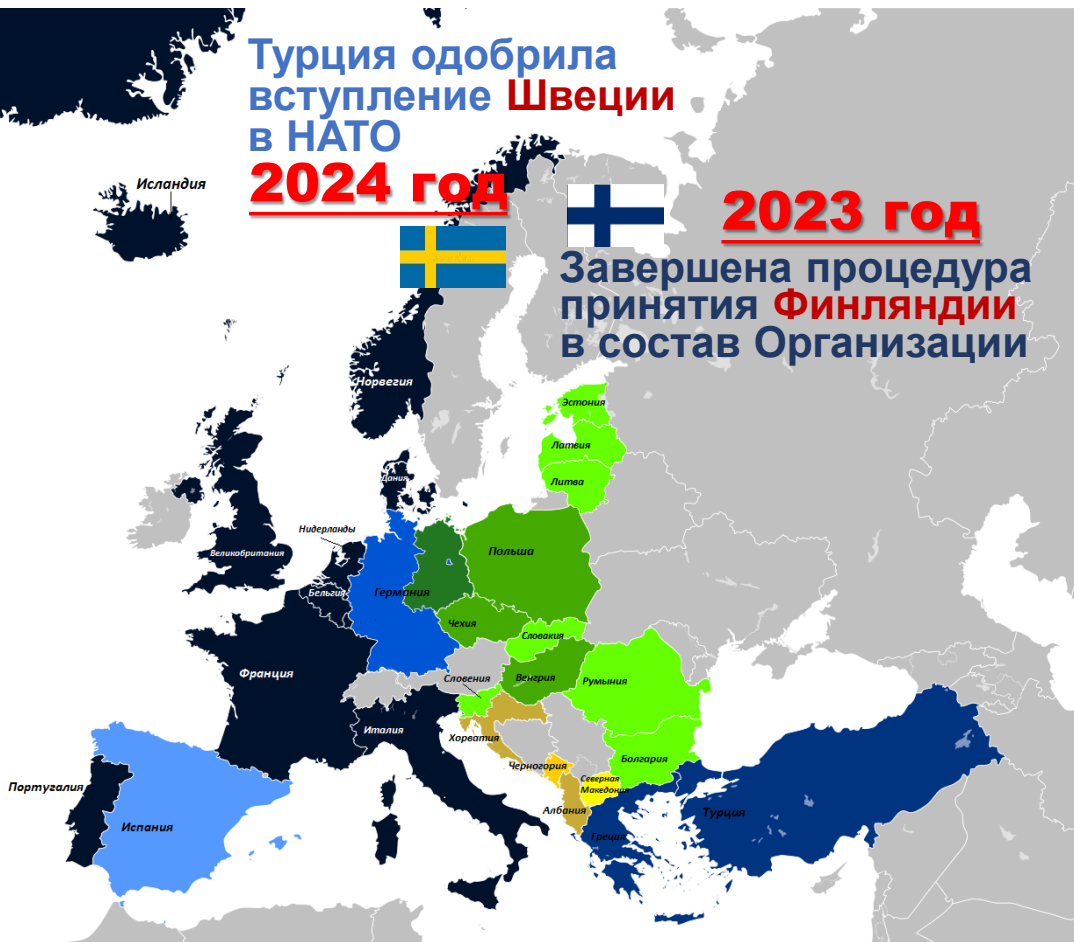 Турция одобрила
вступление Швеции
в НАТО
2024 год
2023 год
Завершена процедура
принятия Финляндии
в состав Организации
Исландия
Норвегия
Эстония
Латвия
Литва
Дания
Нидерланды
Великобритания
Бельгия
Германия
Польша
Чехия
Словакия
Франция
Словения
Венгрия
Румыния
Италия
Хорватия
Черногория
Болгария
Северная
Македония
Португалия
Испания
Албания
Турция
Греция